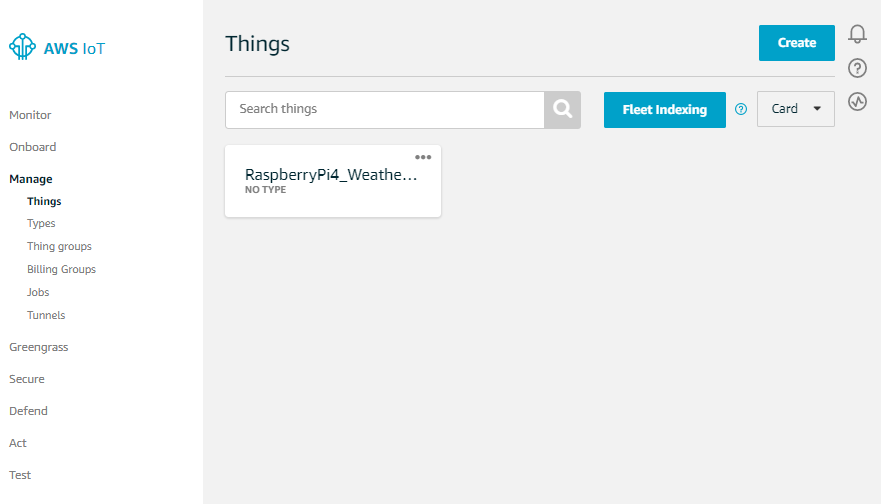 AWS IoT
Monitor
Onboard
Manage
Things
Types
Thing groups
Billing Groups
Jobs
Tunnels
Greengrass
Secure
Defend
Act
Test
Things
Create
Search things
Fleet Indexing
?
Card
?
RaspberryPi4_Weathe...
NO TYPE